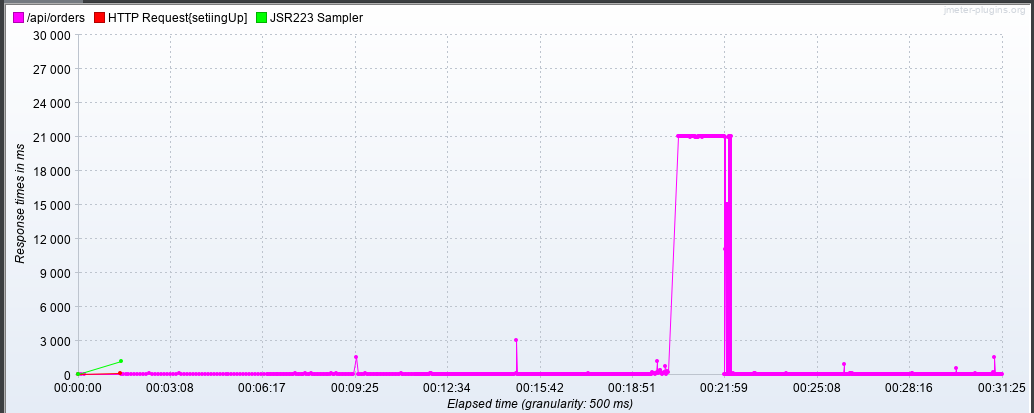 /api/orders HTTP Request{setiingUp] JSR223 Sampler
jmeter-plugins.org
30 000
27 000
24 000
21 000
18 000
15 000
12 000
9 000
6 000
3 000
0
Response times in ms
00:00:00 00:03:08 00:06:17 00:09:25 00:12:34 00:15:42 00:18:51 00:21:59 00:25:08 00:28:16 00:31:25
Elapsed time (granularity: 500 ms)